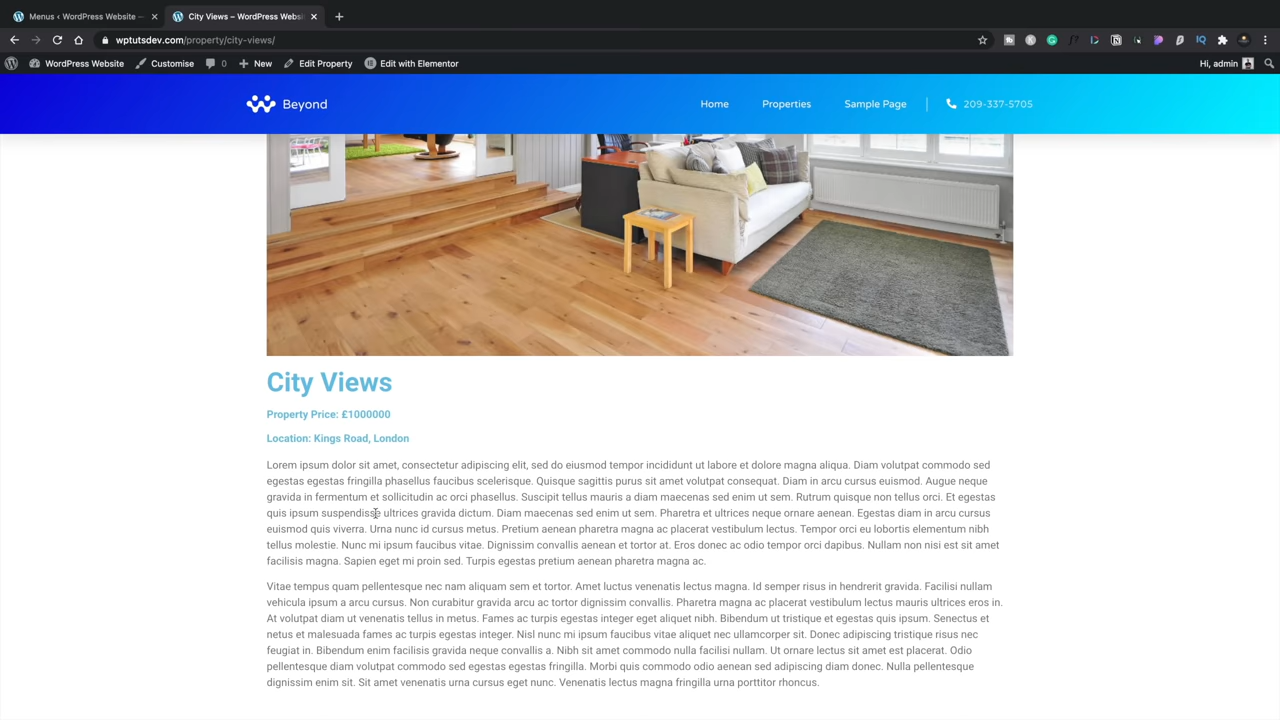 Menus ‹ WordPress Website —
City Views – WordPress Websi
wptutsdev.com/property/city-views/
WordPress Website Customise 0 New Edit Property Edit with Elementor Hi, admin
Beyond Home Properties Sample Page 209-337-5705
City Views
Property Price: £1000000
Location: Kings Road, London
Lorem ipsum dolor sit amet, consectetur adipiscing elit, sed do eiusmod tempor incididunt ut labore et dolore magna aliqua. Diam volutpat commodo sed
egestas egestas fringilla phasellus faucibus scelerisque. Quisque sagittis purus sit amet volutpat consequat. Diam in arcu cursus euismod. Augue neque
gravida in fermentum et sollicitudin ac orci phasellus. Suscipit tellus mauris a diam maecenas sed enim ut sem. Rutrum quisque non tellus orci. Et egestas
quis ipsum suspendisse ultrices gravida dictum. Diam maecenas sed enim ut sem. Pharetra et ultrices neque ornare aenean. Egestas diam in arcu cursus
euismod quis viverra. Urna nunc id cursus metus. Pretium aenean pharetra magna ac placerat vestibulum lectus. Tempor orci eu lobortis elementum nibh
tellus molestie. Nunc mi ipsum faucibus vitae. Dignissim convallis aenean et tortor at. Eros donec ac odio tempor orci dapibus. Nullam non nisi est sit amet
facilisis magna. Sapien eget mi proin sed. Turpis egestas pretium aenean pharetra magna ac.
Vitae tempus quam pellentesque nec nam aliquam sem et tortor. Amet luctus venenatis lectus magna. Id semper risus in hendrerit gravida. Facilisi nullam
vehicula ipsum a arcu cursus. Non curabitur gravida arcu ac tortor dignissim convallis. Pharetra magna ac placerat vestibulum lectus mauris ultrices eros in.
At volutpat diam ut venenatis tellus in metus. Fames ac turpis egestas integer eget aliquet nibh. Bibendum ut tristique et egestas quis ipsum. Senectus et
netus et malesuada fames ac turpis egestas integer. Nisl nunc mi ipsum faucibus vitae aliquet nec ullamcorper sit. Donec adipiscing tristique risus nec
feugiat in. Bibendum enim facilisis gravida neque convallis a. Nibh sit amet commodo nulla facilisi nullam. Ut ornare lectus sit amet est placerat. Odio
pellentesque diam volutpat commodo sed egestas egestas fringilla. Morbi quis commodo odio aenean sed adipiscing diam donec. Nulla pellentesque
dignissim enim sit. Sit amet venenatis urna cursus eget nunc. Venenatis lectus magna fringilla urna porttitor rhoncus.